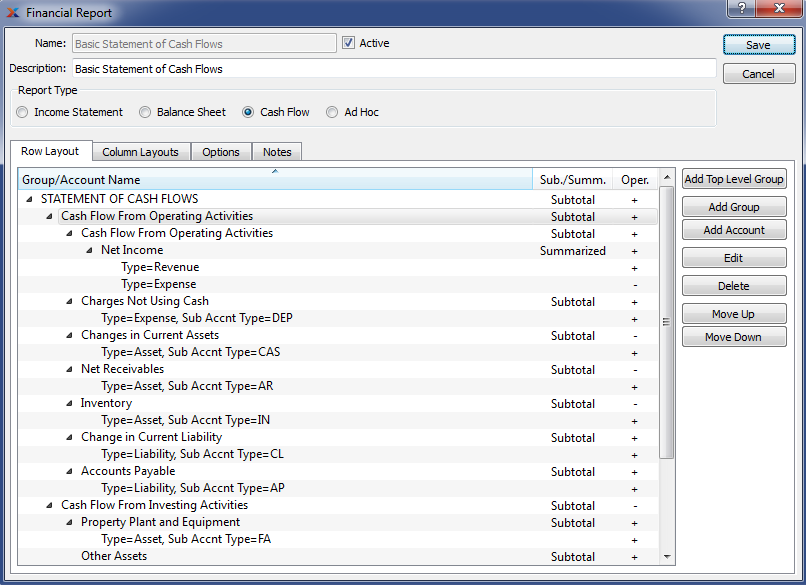 Financial Report
?
Name: Basic Statement of Cash Flows Active Save
Description: Basic Statement of Cash Flows Cancel
Report Type
Income Statement Balance Sheet Cash Flow Ad Hoc
Row Layout Column Layouts Options Notes
Group/Account Name Sub./Summ. Oper. Add Top Level Group
STATEMENT OF CASH FLOWS Subtotal +
Cash Flow From Operating Activities Subtotal + Add Group
Cash Flow From Operating Activities Subtotal + Add Account
Net Income Summarized + Edit
Type=Revenue +
Type=Expense - Delete
Charges Not Using Cash Subtotal +
Type=Expense, Sub Accnt Type=DEP + Move Up
Changes in Current Assets Subtotal - Move Down
Type=Asset, Sub Accnt Type=CAS +
Net Receivables Subtotal -
Type=Asset, Sub Accnt Type=AR +
Inventory Subtotal -
Type=Asset, Sub Accnt Type=IN +
Change in Current Liability Subtotal +
Type=Liability, Sub Accnt Type=CL +
Accounts Payable Subtotal +
Type=Liability, Sub Accnt Type=AP +
Cash Flow From Investing Activities Subtotal -
Property Plant and Equipment Subtotal +
Type=Asset, Sub Accnt Type=FA +
Other Assets Subtotal +